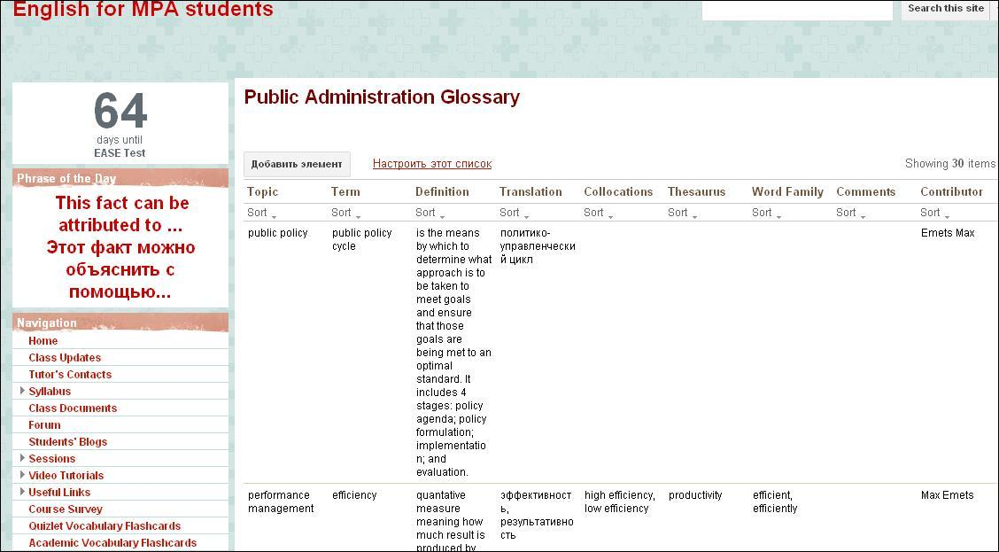 English for MPA students
Search this site
64
days until
EASE Test
Phrase of the Day
This fact can be
attributed to ...
Этот факт можно
объяснить с
помощью...
Navigation
Home
Class Updates
Tutor's Contacts
Syllabus
Class Documents
Forum
Students' Blogs
Sessions
Video Tutorials
Useful Links
Course Survey
Quizlet Vocabulary Flashcards
Academic Vocabulary Flashcards
Public Administration Glossary
Добавить элемент Настроить этот список Showing 30 items
Topic Term Definition Translation Collocations Thesaurus Word Family Comments Contributor
Sort Sort Sort Sort Sort Sort Sort Sort Sort
public policy
public policy
cycle
is the means
by which to
determine what
approach is to
be taken to
meet goals
and ensure
that those
goals are
being met to an
optimal
standard. It
includes 4
stages: policy
agenda; policy
formulation;
implementatio
n; and
evaluation.
политико-
управленчески
й цикл
Emets Max
performance
management
efficiency
quantative
measure
meaning how
much result is
produced by
эффективност
ь,
результативно
сть
high efficiency,
low efficiency
productivity
efficient,
efficiently
Max Emets